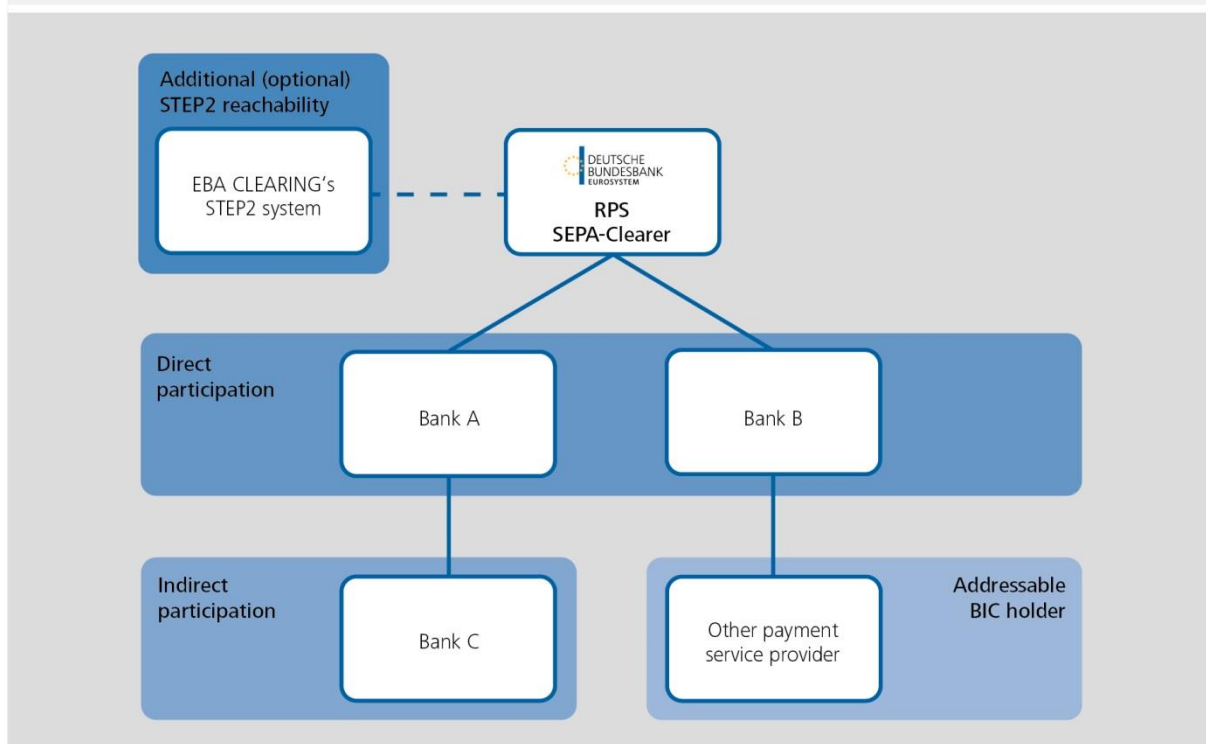 Additional (optional)
STEP2 reachability
EBA CLEARING‘s
STEP2 system
DEUTSCHE
BUNDESBANK
EUROSYSTEM
RPS
SEPA-Clearer
Direct
participation
Bank A
Bank B
Indirect
participation
Bank C
Other payment
service provider
Addressable
BIC holder